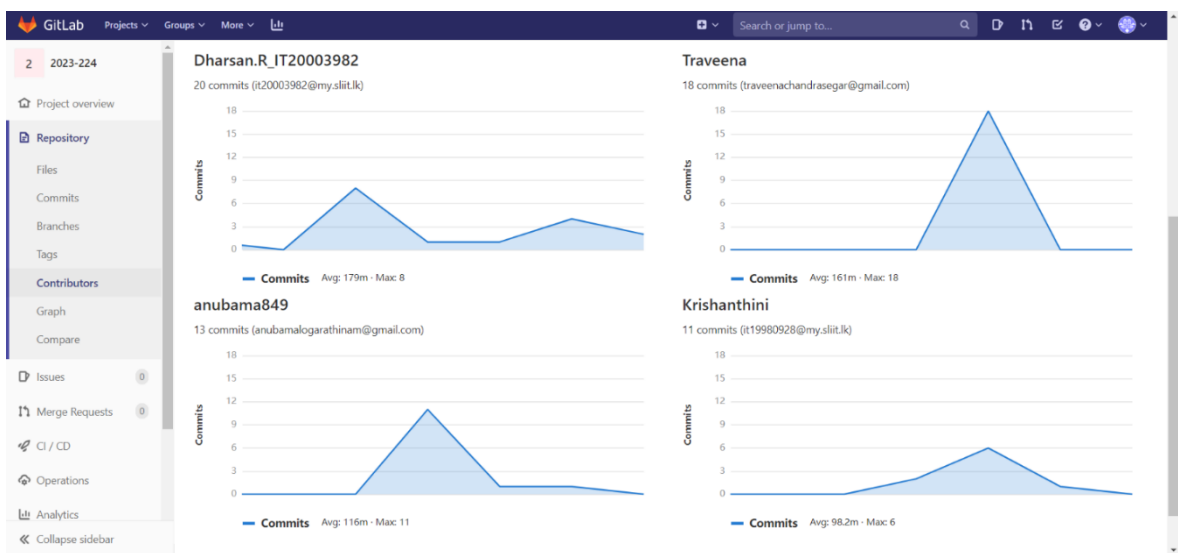 GitLab Projects Groups More Search or jump to...
2 2023-224
Project overview
Repository
Files
Commits
Branches
Tags
Contributors
Graph
Compare
Issues 0
Merge Requests 0
CI / CD
Operations
Analytics
Collapse sidebar
Dharsan.R_IT20003982
20 commits (it20003982@my.sliit.lk)
18
15
12
9
6
3
0
Commits
Commits Avg: 179m · Max: 8
Traveena
18 commits (traveenachandrasegar@gmail.com)
18
15
12
9
6
3
0
Commits
Commits Avg: 161m · Max: 18
anubama849
13 commits (anubamalogarathinam@gmail.com)
18
15
12
9
6
3
0
Commits
Commits Avg: 116m · Max: 11
Krishanthini
11 commits (it19980928@my.sliit.lk)
18
15
12
9
6
3
0
Commits
Commits Avg: 98.2m · Max: 6